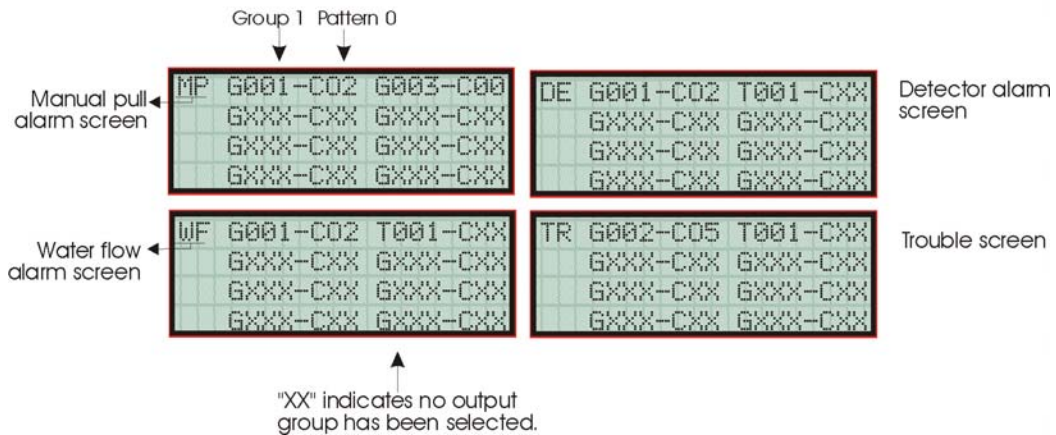 Group 1 Pattern 0
Manual pull
alarm screen
MP G001-C02 G003-C00
GXXX-CXX GXXX-CXX
GXXX-CXX GXXX-CXX
GXXX-CXX GXXX-CXX
DE G001-C02 T001-CXX
GXXX-CXX GXXX-CXX
GXXX-CXX GXXX-CXX
GXXX-CXX GXXX-CXX
Detector alarm
screen
Water flow
alarm screen
WF G001-C02 T001-CXX
GXXX-CXX GXXX-CXX
GXXX-CXX GXXX-CXX
GXXX-CXX GXXX-CXX
TR G002-C05 T001-CXX
GXXX-CXX GXXX-CXX
GXXX-CXX GXXX-CXX
GXXX-CXX GXXX-CXX
Trouble screen
"XX" indicates no output
group has been selected.